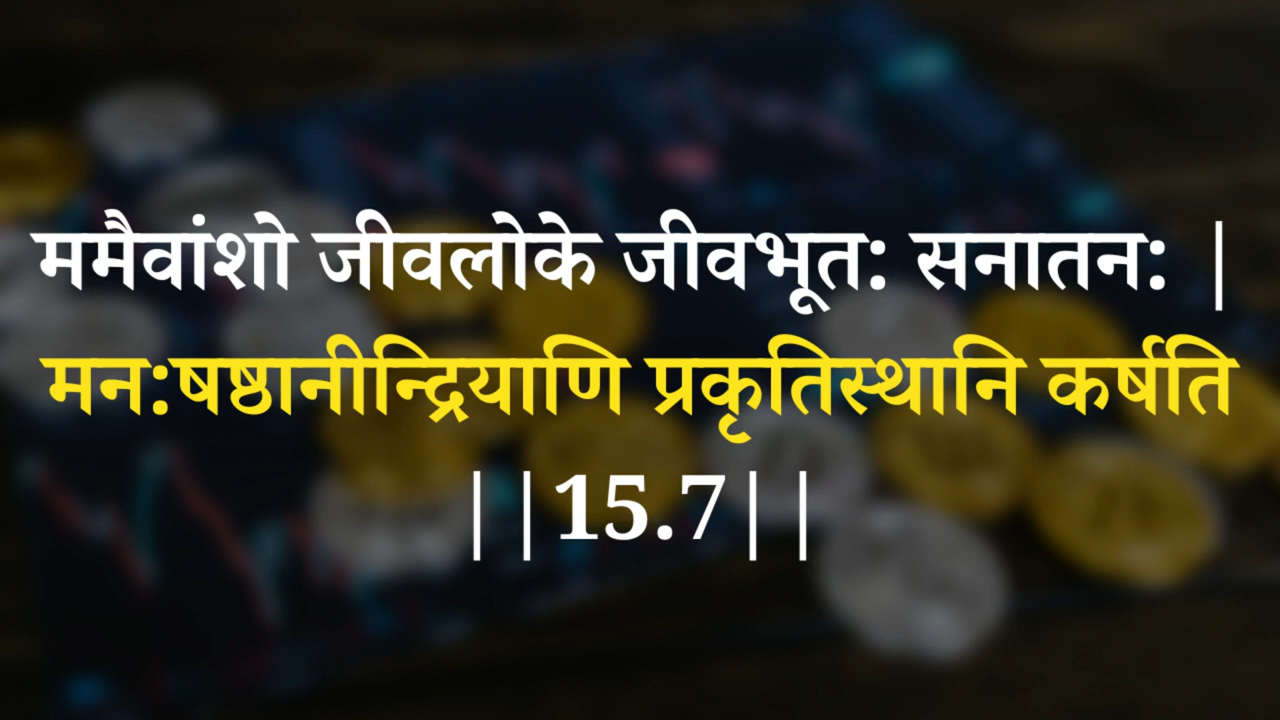 ममैवांशो जीवलोके जीवभूत: सनातन: |
मन:षष्ठानीन्द्रियाणि प्रकृतिस्थानि कर्षति
||15.7||